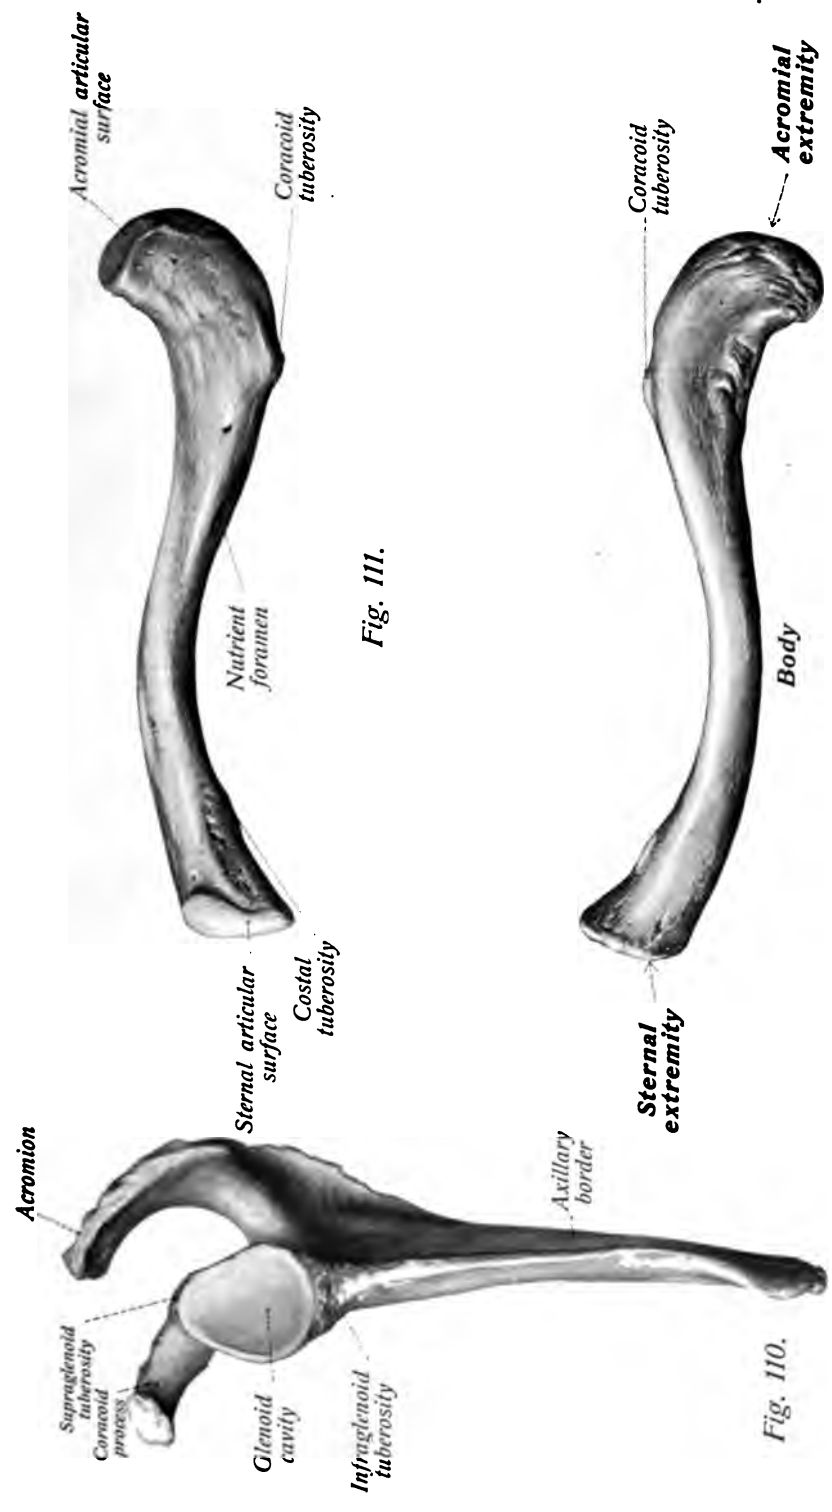 Acromial articular
surface
Coracoid
tuberosity
Nutrient
foramen
Fig. 111.
Sternal articular
surface
Costal
tuberosity
Coracoid
tuberosity
Acromial
extremity
Body
Sternal
extremity
Acromion
Supraglenoid
tuberosity
Coracoid
process
Glenoid
cavity
Infraglenoid
tuberosity
Axillary
border
Fig. 110.